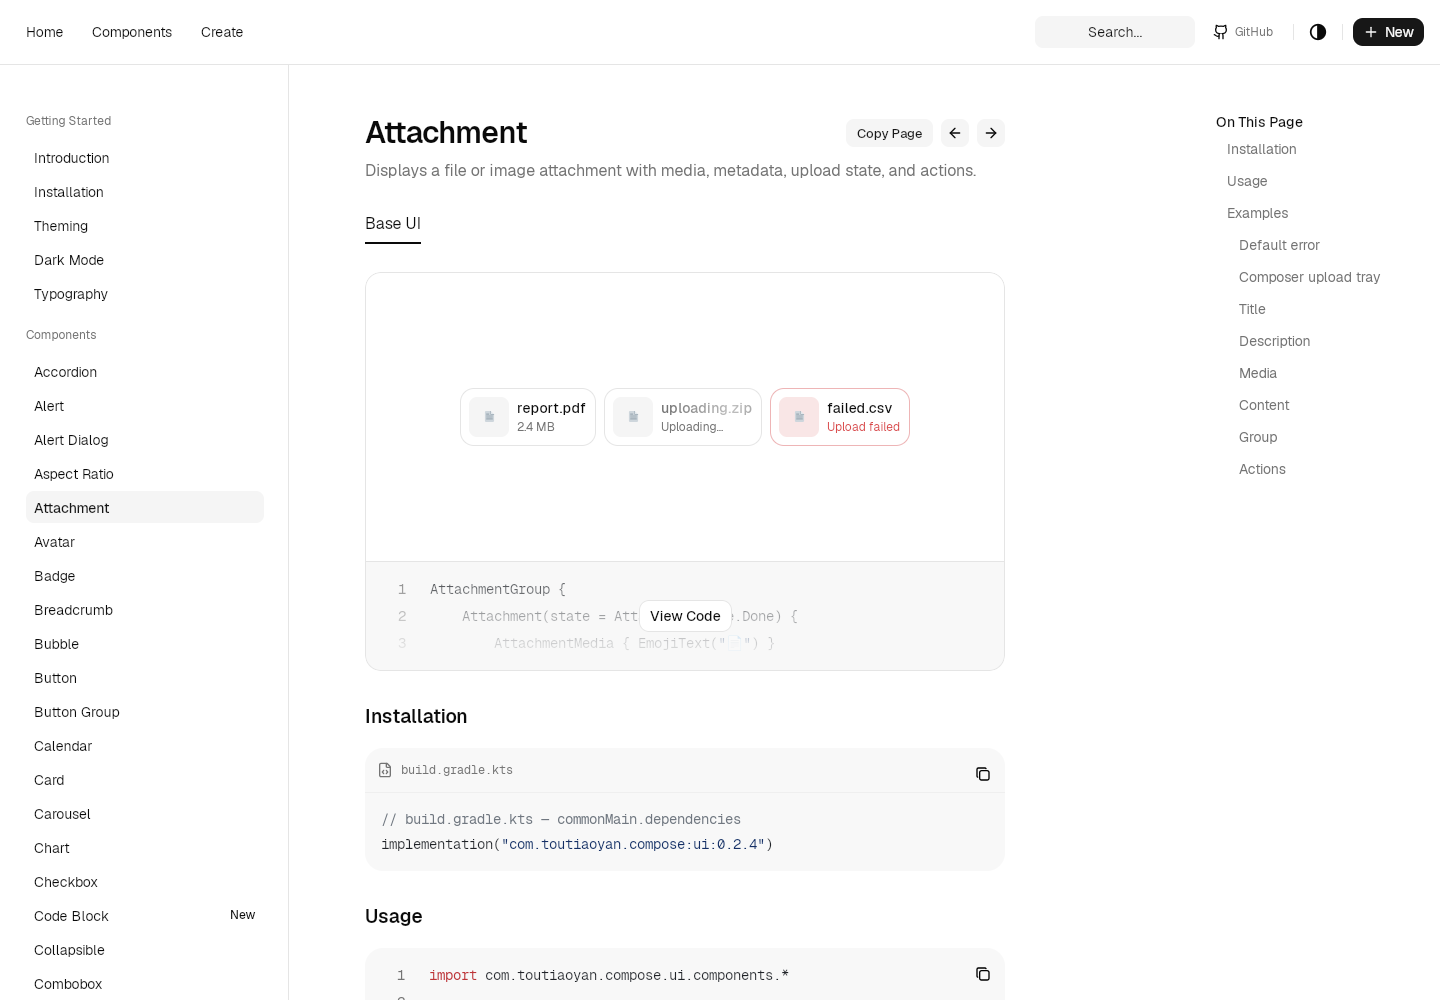 Home
Components
Create
Search...
GitHub
New
Getting Started
Introduction
Installation
Theming
Dark Mode
Typography
Components
Accordion
Alert
Alert Dialog
Aspect Ratio
Attachment
Avatar
Badge
Breadcrumb
Bubble
Button
Button Group
Calendar
Card
Carousel
Chart
Checkbox
Code Block
New
Collapsible
Combobox
Attachment
Copy Page
Displays a file or image attachment with media, metadata, upload state, and actions.
Base UI
report.pdf
2.4 MB
uploading.zip
Uploading...
failed.csv
Upload failed
1 AttachmentGroup {
2 Attachment(state = Att .Done) {
View Code
3 AttachmentMedia { EmojiText("📄") }
Installation
build.gradle.kts
// build.gradle.kts — commonMain.dependencies
implementation("com.toutiaoyan.compose:ui:0.2.4")
Usage
1 import com.toutiaoyan.compose.ui.components.*
On This Page
Installation
Usage
Examples
Default error
Composer upload tray
Title
Description
Media
Content
Group
Actions